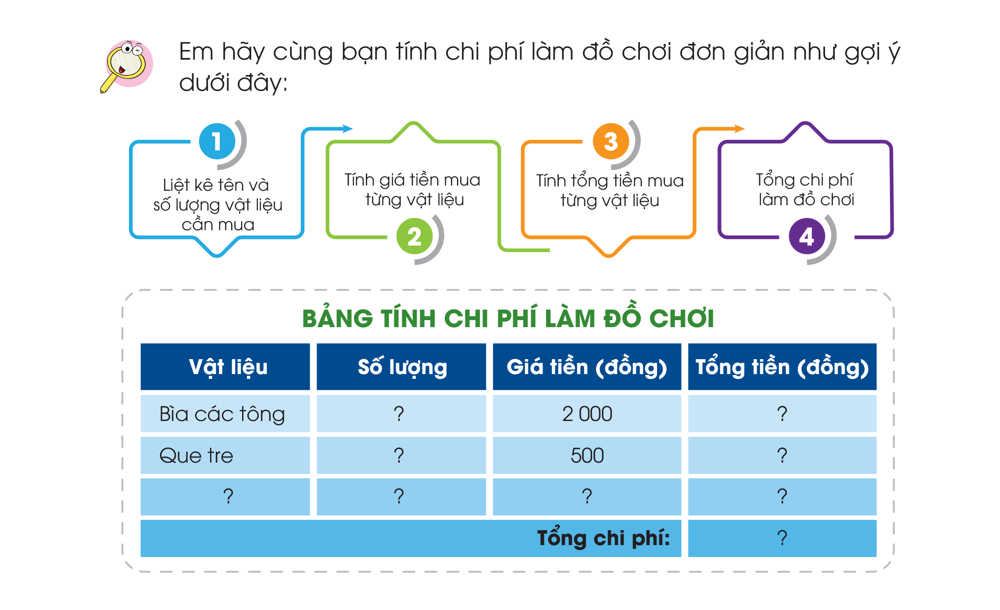 Em hãy cùng bạn tính chi phí làm đồ chơi đơn giản như gợi ý
dưới đây:
1
Liệt kê tên và
số lượng vật liệu
cần mua
Tính giá tiền mua
từng vật liệu
2
3
Tính tổng tiền mua
từng vật liệu
Tổng chi phí
làm đồ chơi
4
BẢNG TÍNH CHI PHÍ LÀM ĐỒ CHƠI
Vật liệu Số lượng Giá tiền (đồng) Tổng tiền (đồng)
Bìa các tông ? 2 000 ?
Que tre ? 500 ?
? ? ? ?
Tổng chi phí: ?